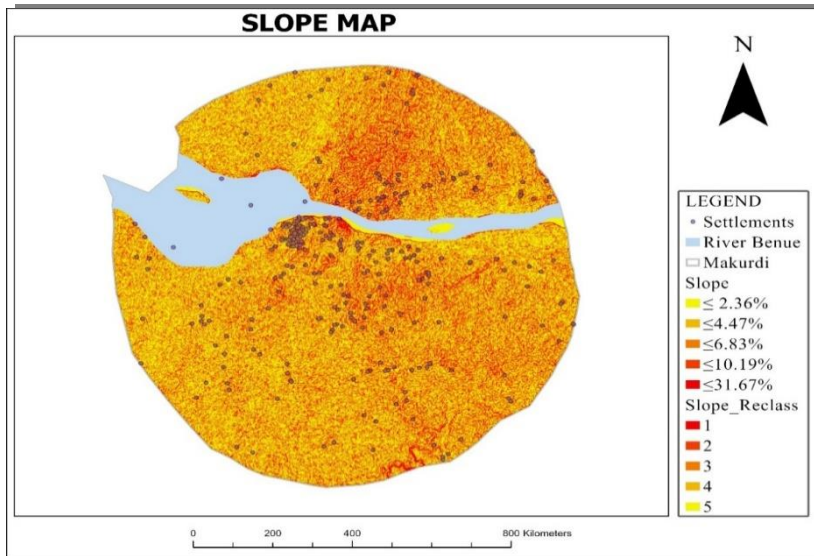 SLOPE MAP
N
LEGEND
Settlements
River Benue
Makurdi
Slope
≤ 2.36%
≤4.47%
≤6.83%
≤10.19%
≤31.67%
Slope_Reclass
1
2
3
4
5
0 200 400 800 Kilometers